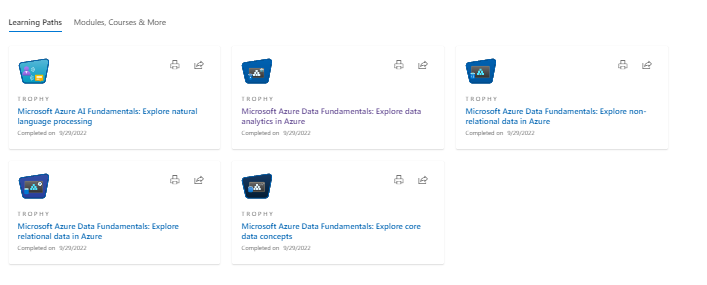 Learning Paths
Modules, Courses & More
TROPHY
Microsoft Azure AI Fundamentals: Explore natural
language processing
Completed on 9/29/2022
TROPHY
Microsoft Azure Data Fundamentals: Explore data
analytics in Azure
Completed on 9/29/2022
TROPHY
Microsoft Azure Data Fundamentals: Explore non-
relational data in Azure
Completed on 9/29/2022
TROPHY
Microsoft Azure Data Fundamentals: Explore
relational data in Azure
Completed on 9/29/2022
TROPHY
Microsoft Azure Data Fundamentals: Explore core
data concepts
Completed on 9/29/2022